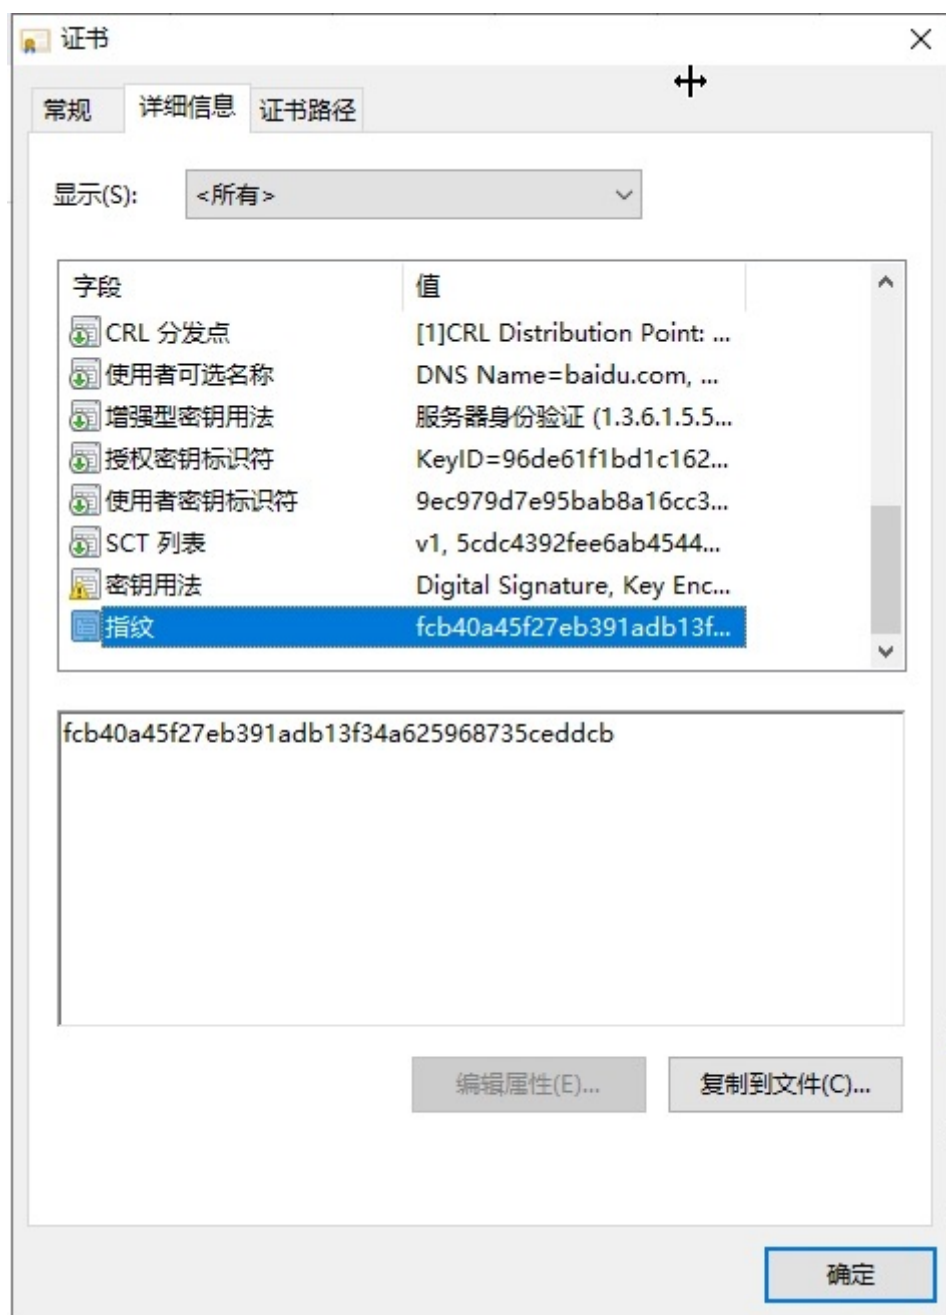 证书
常规 详细信息 证书路径
显示(S): <所有>
字段 值
CRL 分发点 [1]CRL Distribution Point: ...
使用者可选名称 DNS Name=baidu.com, ...
增强型密钥用法 服务器身份验证 (1.3.6.1.5.5...
授权密钥标识符 KeyID=96de61f1bd1c162...
使用者密钥标识符 9ec979d7e95bab8a16cc3...
SCT 列表 v1, 5cdc4392fee6ab4544...
密钥用法 Digital Signature, Key Enc...
指纹 fcb40a45f27eb391adb13f...
fcb40a45f27eb391adb13f34a625968735ceddcb
编辑属性(E)... 复制到文件(C)...
确定